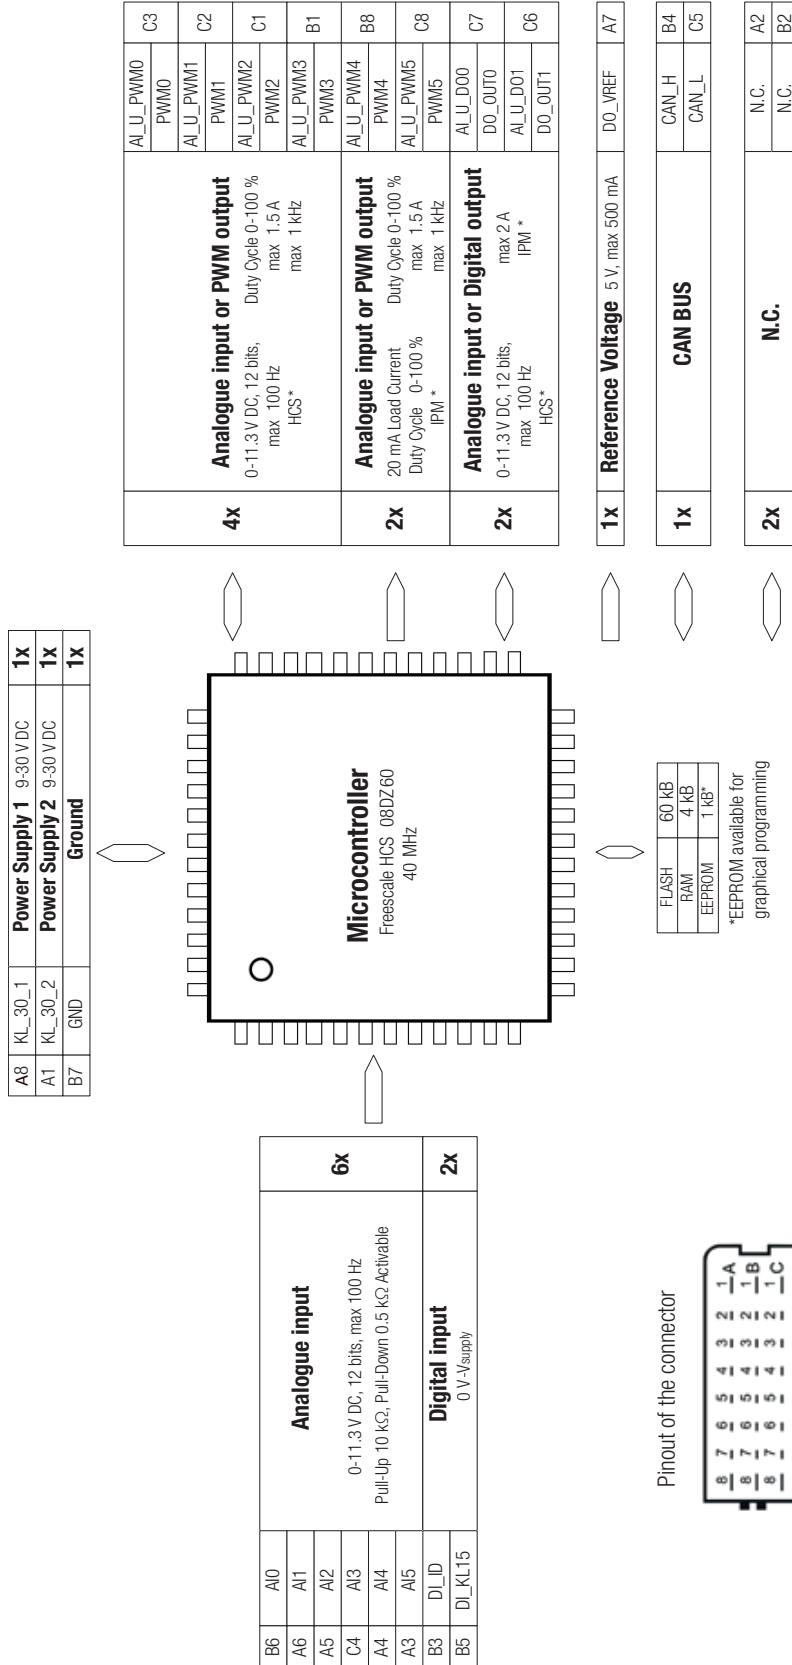 A8 KL_30_1 Power Supply 1 9-30 V DC 1x
A1 KL_30_2 Power Supply 2 9-30 V DC 1x
B7 GND Ground 1x
B6 AI0
A6 AI1
A5 AI2
C4 AI3
A4 AI4
A3 AI5
Analogue input
0-11.3 V DC, 12 bits, max 100 Hz
Pull-Up 10 kΩ, Pull-Down 0.5 kΩ Activable
6x
B3 DI_ID
B5 DI_KL15
Digital input
0 V-Vsupply
2x
Microcontroller
Freescale HCS 08DZ60
40 MHz
4x
Analogue input or PWM output
0-11.3 V DC, 12 bits, Duty Cycle 0-100 %
max 100 Hz max 1.5 A
HCS* max 1 kHz
AI_U_PWM0 C3
PWM0
AI_U_PWM1 C2
PWM1
AI_U_PWM2 C1
PWM2
AI_U_PWM3 B1
PWM3
2x
Analogue input or PWM output
20 mA Load Current Duty Cycle 0-100 %
Duty Cycle 0-100 % max 1.5 A
IPM * max 1 kHz
AI_U_PWM4 B8
PWM4
AI_U_PWM5 C8
PWM5
2x
Analogue input or Digital output
0-11.3 V DC, 12 bits, max 2 A
max 100 Hz IPM *
HCS*
AI_U_DO0 C7
DO_OUT0
AI_U_DO1 C6
DO_OUT1
1x Reference Voltage 5 V, max 500 mA DO_VREF A7
1x CAN BUS
CAN_H B4
CAN_L C5
2x N.C.
N.C. A2
N.C. B2
FLASH 60 kB
RAM 4 kB
EEPROM 1 kB*
*EEPROM available for
graphical programming
Pinout of the connector
8 7 6 5 4 3 2 1 A
8 7 6 5 4 3 2 1 B
8 7 6 5 4 3 2 1 C